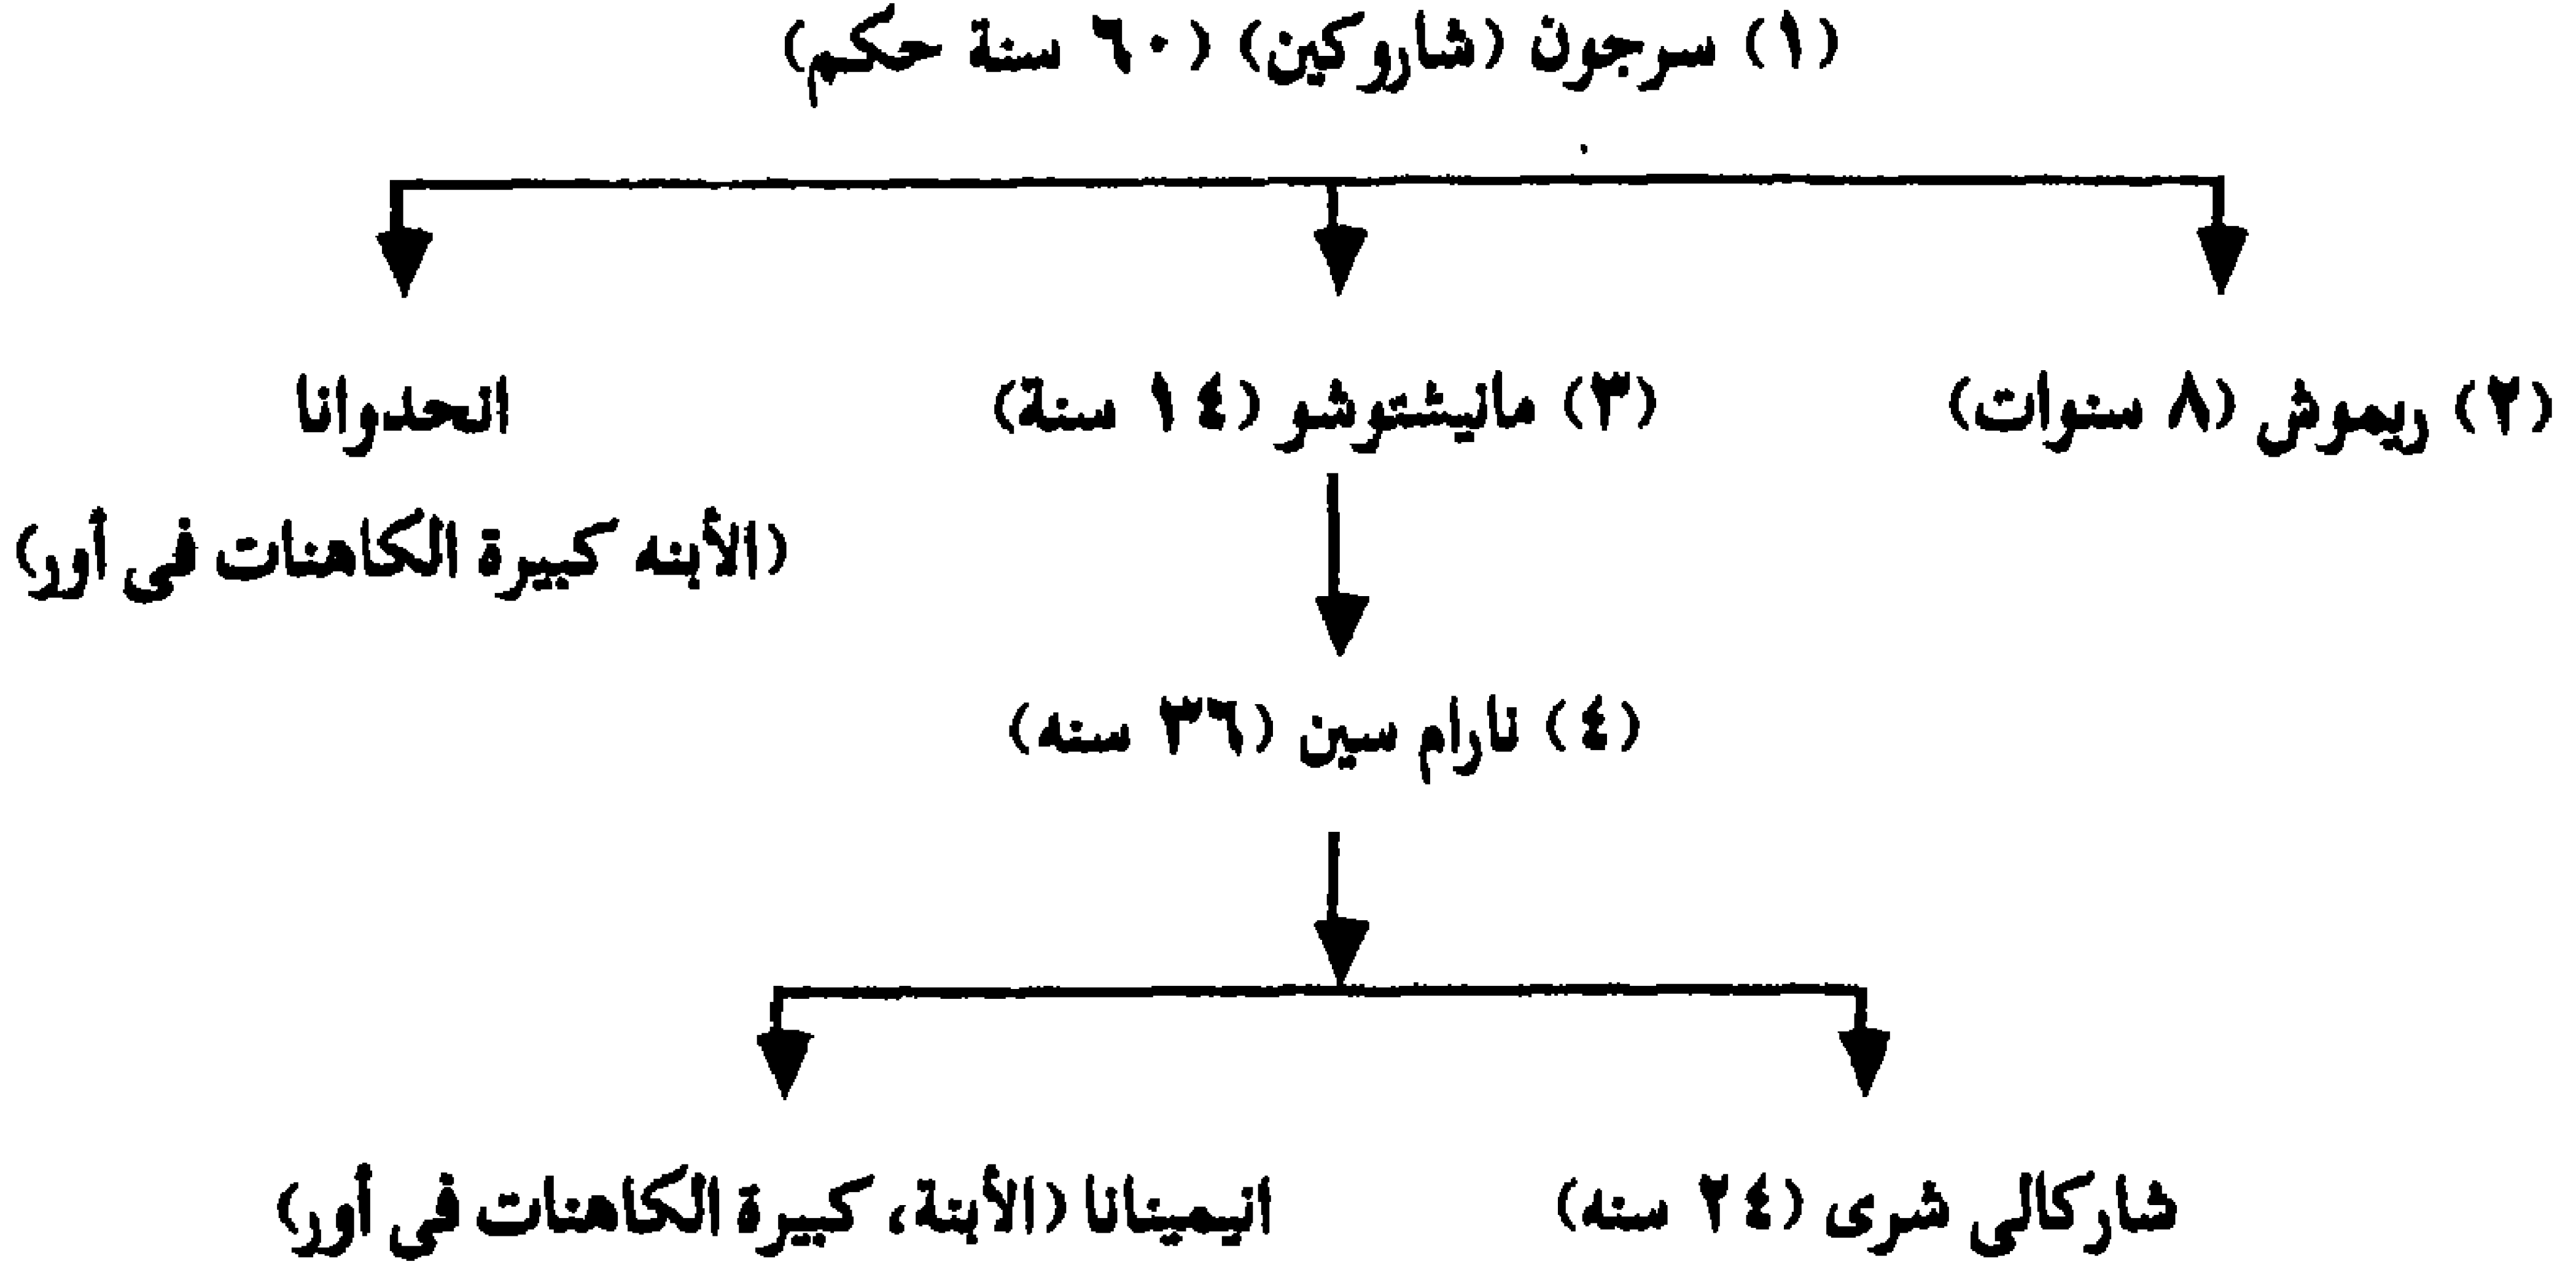 (١) سرجون (شاروكين) (٦٠ سنة حكم)
(٢) ريموش (٨ سنوات)
(٣) مانيشتوشو (١٤ سنة)
انحدوانا
(الأبنه كبيرة الكاهنات فى أور)
(٤) نارام سين (٣٦ سنه)
شاركالى شرى (٢٤ سنه)
انيمينانا (الأبنة، كبيرة الكاهنات فى أور)